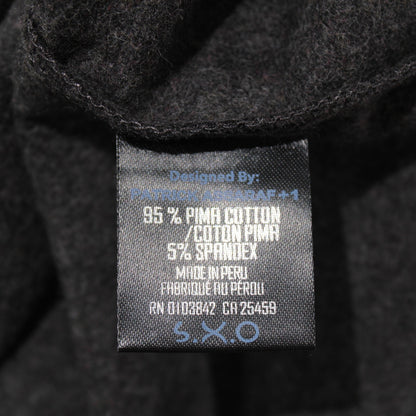 Designed By:
95 % PIMA COTTON
/COTON PIMA
5% SPANDEX
MADE IN PERU
FABRIQUÉ AU PÉROU
RN 0103842 CA 25459
S.X.O